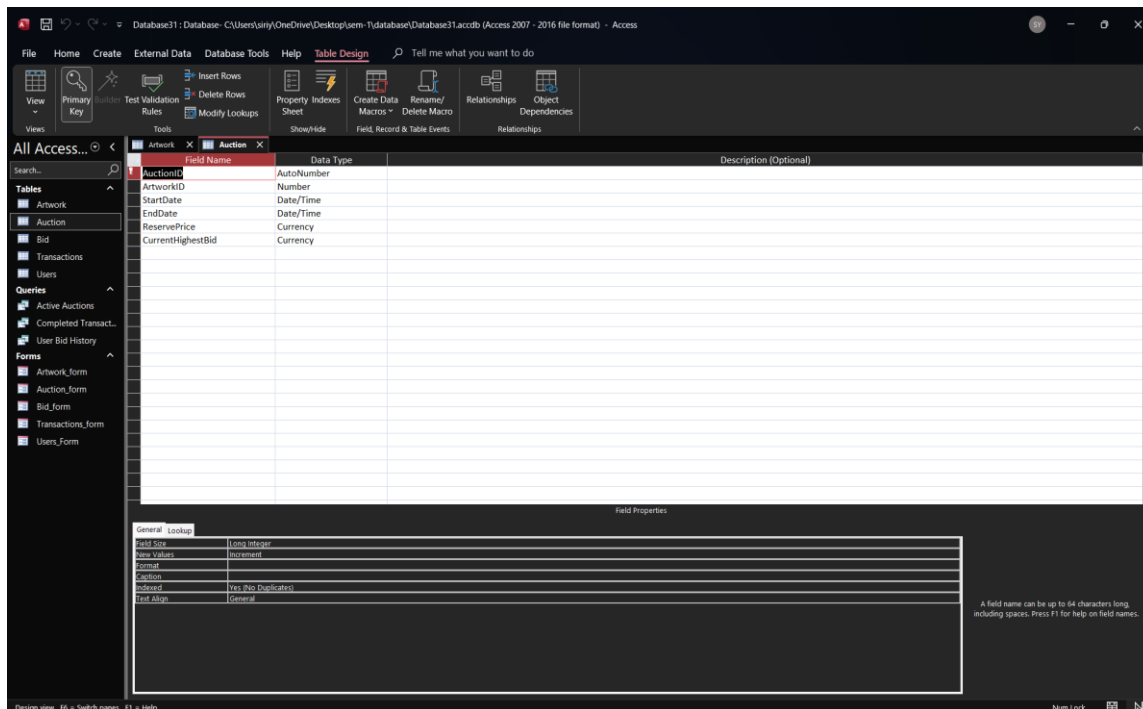 Database31 : Database- C:\Users\siriy\OneDrive\Desktop\sem-1\database\Database31.accdb (Access 2007 - 2016 file format) - Access
SY
File Home Create External Data Database Tools Help Table Design Tell me what you want to do
View
Primary Key
Builder
Test Validation Rules
Insert Rows
Delete Rows
Modify Lookups
Property Sheet
Indexes
Create Data Macros
Rename/ Delete Macro
Relationships
Object Dependencies
Views Tools Show/Hide Field, Record & Table Events Relationships
All Access...
Search...
Tables
Artwork
Auction
Bid
Transactions
Users
Queries
Active Auctions
Completed Transact...
User Bid History
Forms
Artwork_form
Auction_form
Bid_form
Transactions_form
Users_Form
Artwork Auction
Field Name Data Type Description (Optional)
AuctionID AutoNumber
ArtworkID Number
StartDate Date/Time
EndDate Date/Time
ReservePrice Currency
CurrentHighestBid Currency
Field Properties
General Lookup
Field Size Long Integer
New Values Increment
Format
Caption
Indexed Yes (No Duplicates)
Text Align General
A field name can be up to 64 characters long,
including spaces. Press F1 for help on field names.
Design view. F6 = Switch panes. F1 = Help. Num Lock